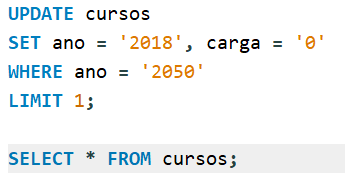 UPDATE cursos
SET ano = '2018', carga = '0'
WHERE ano = '2050'
LIMIT 1;
SELECT * FROM cursos;